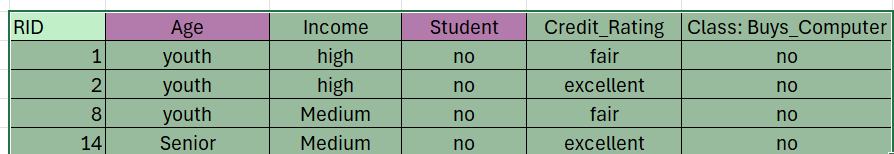 RID Age Income Student Credit_Rating Class: Buys_Computer
1 youth high no fair no
2 youth high no excellent no
8 youth Medium no fair no
14 Senior Medium no excellent no